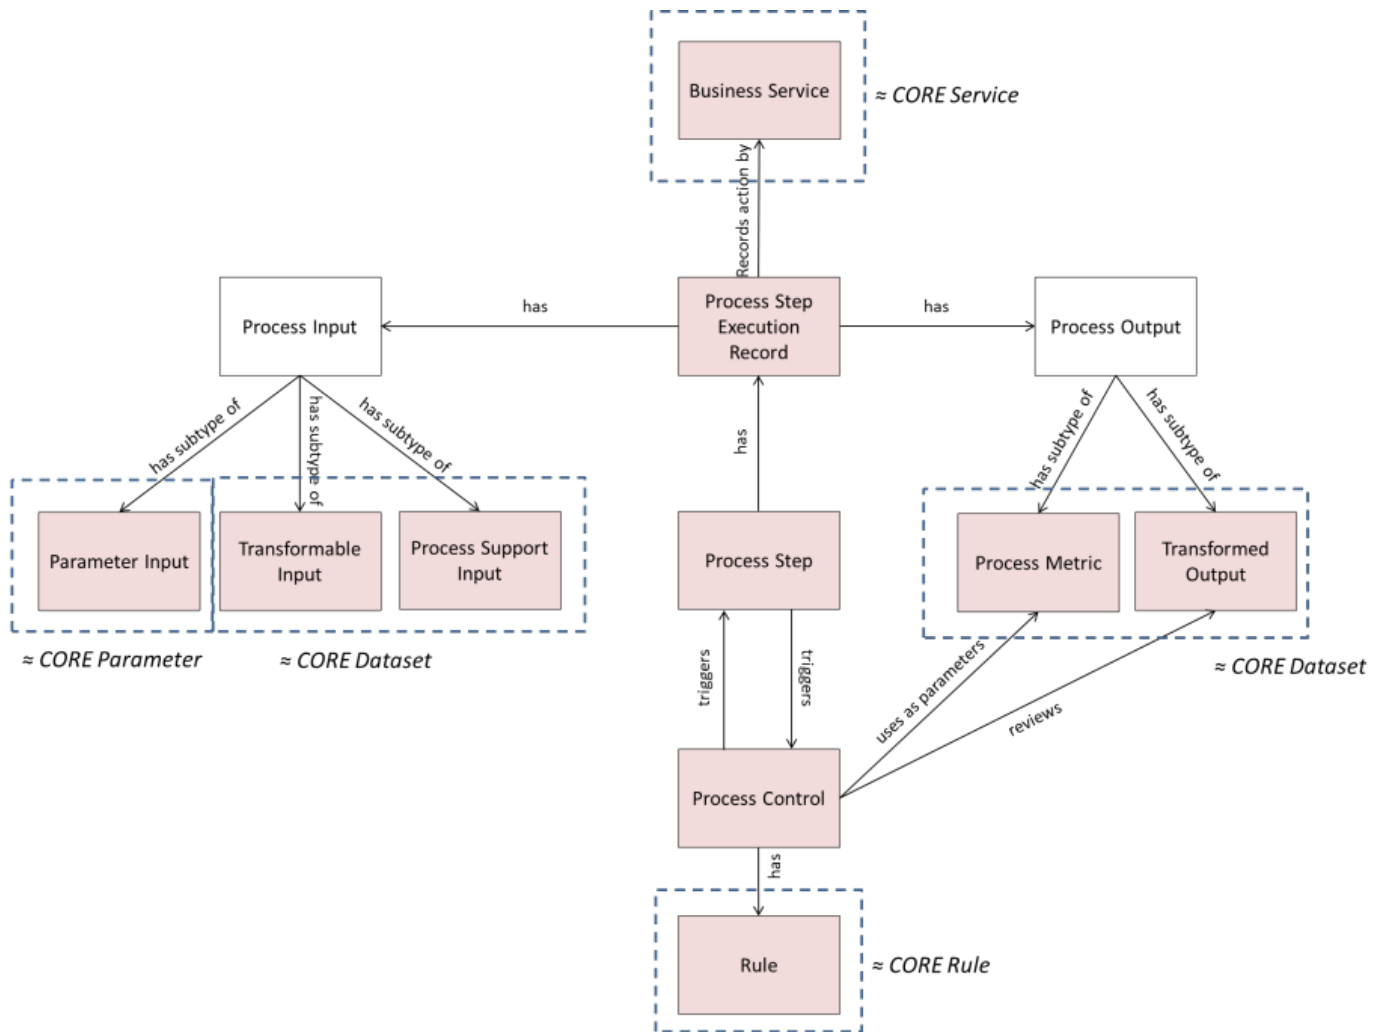 Business Service
≈ CORE Service
Records action by
Process Input
has
Process Step
Execution
Record
has
Process Output
has subtype of
has subtype of
has subtype of
has
has subtype of
has subtype of
Parameter Input
Transformable
Input
Process Support
Input
Process Step
Process Metric
Transformed
Output
≈ CORE Parameter
≈ CORE Dataset
triggers
triggers
uses as parameters
reviews
≈ CORE Dataset
Process Control
has
Rule
≈ CORE Rule